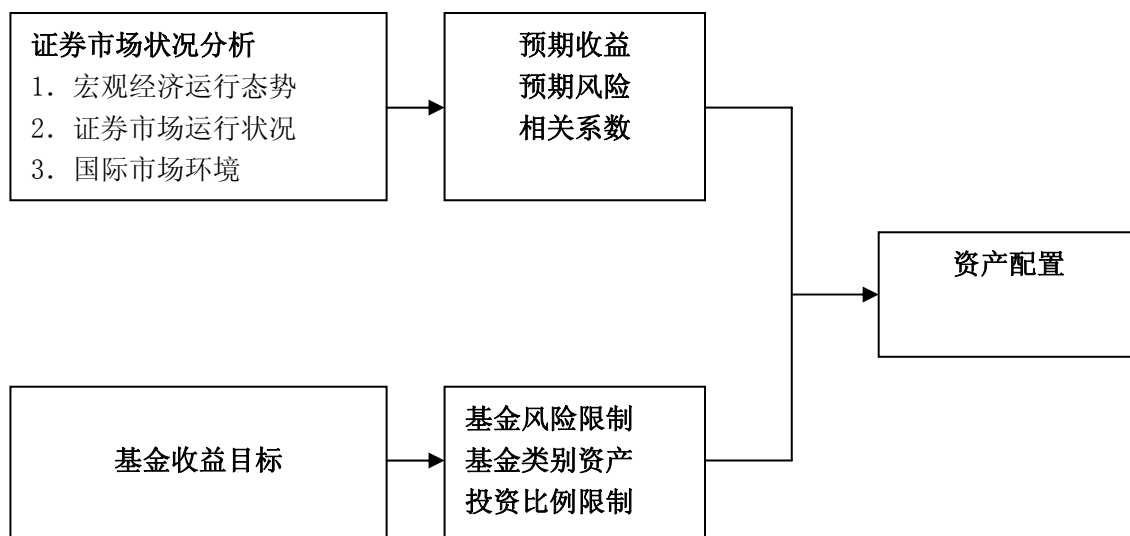 证券市场状况分析
1. 宏观经济运行态势
2. 证券市场运行状况
3. 国际市场环境
预期收益
预期风险
相关系数
资产配置
基金收益目标
基金风险限制
基金类别资产
投资比例限制